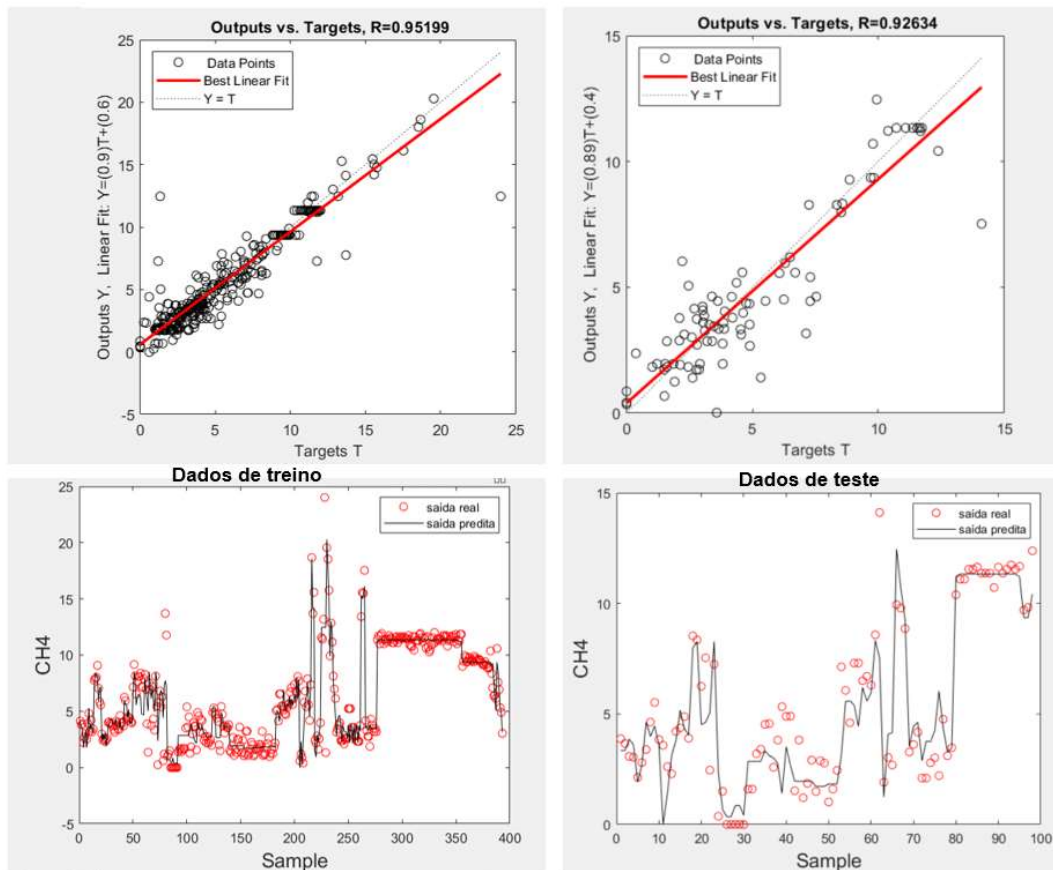 Outputs vs. Targets, R=0.95199
25
20
15
10
5
0
-5
Outputs Y, Linear Fit: Y=(0.9)T+(0.6)
Data Points
Best Linear Fit
Y = T
0
5
10
15
20
25
Targets T
Outputs vs. Targets, R=0.92634
15
10
5
0
Outputs Y, Linear Fit: Y=(0.89)T+(0.4)
Data Points
Best Linear Fit
Y = T
0
5
10
15
Targets T
Dados de treino
25
20
15
10
5
0
-5
CH4
saida real
saida predita
0
50
100
150
200
250
300
350
400
Sample
Dados de teste
15
10
5
0
CH4
saida real
saida predita
0
10
20
30
40
50
60
70
80
90
100
Sample